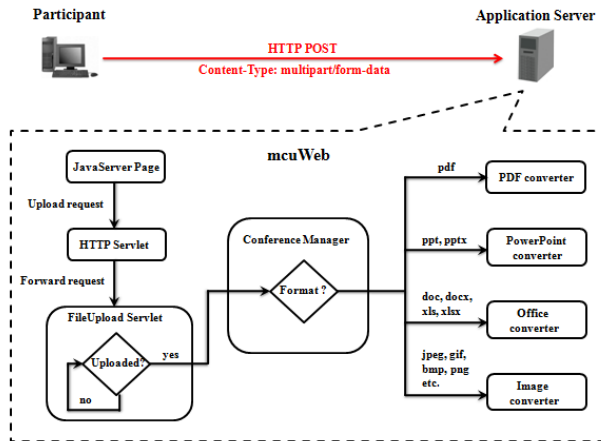 Participant
Application Server
HTTP POST
Content-Type: multipart/form-data
mcuWeb
JavaServer Page
Upload request
HTTP Servlet
Forward request
FileUpload Servlet
Uploaded?
yes
no
Conference Manager
Format ?
pdf
PDF converter
ppt, pptx
PowerPoint
converter
doc, docx,
xls, xlsx
Office
converter
jpeg, gif,
bmp, png
etc.
Image
converter